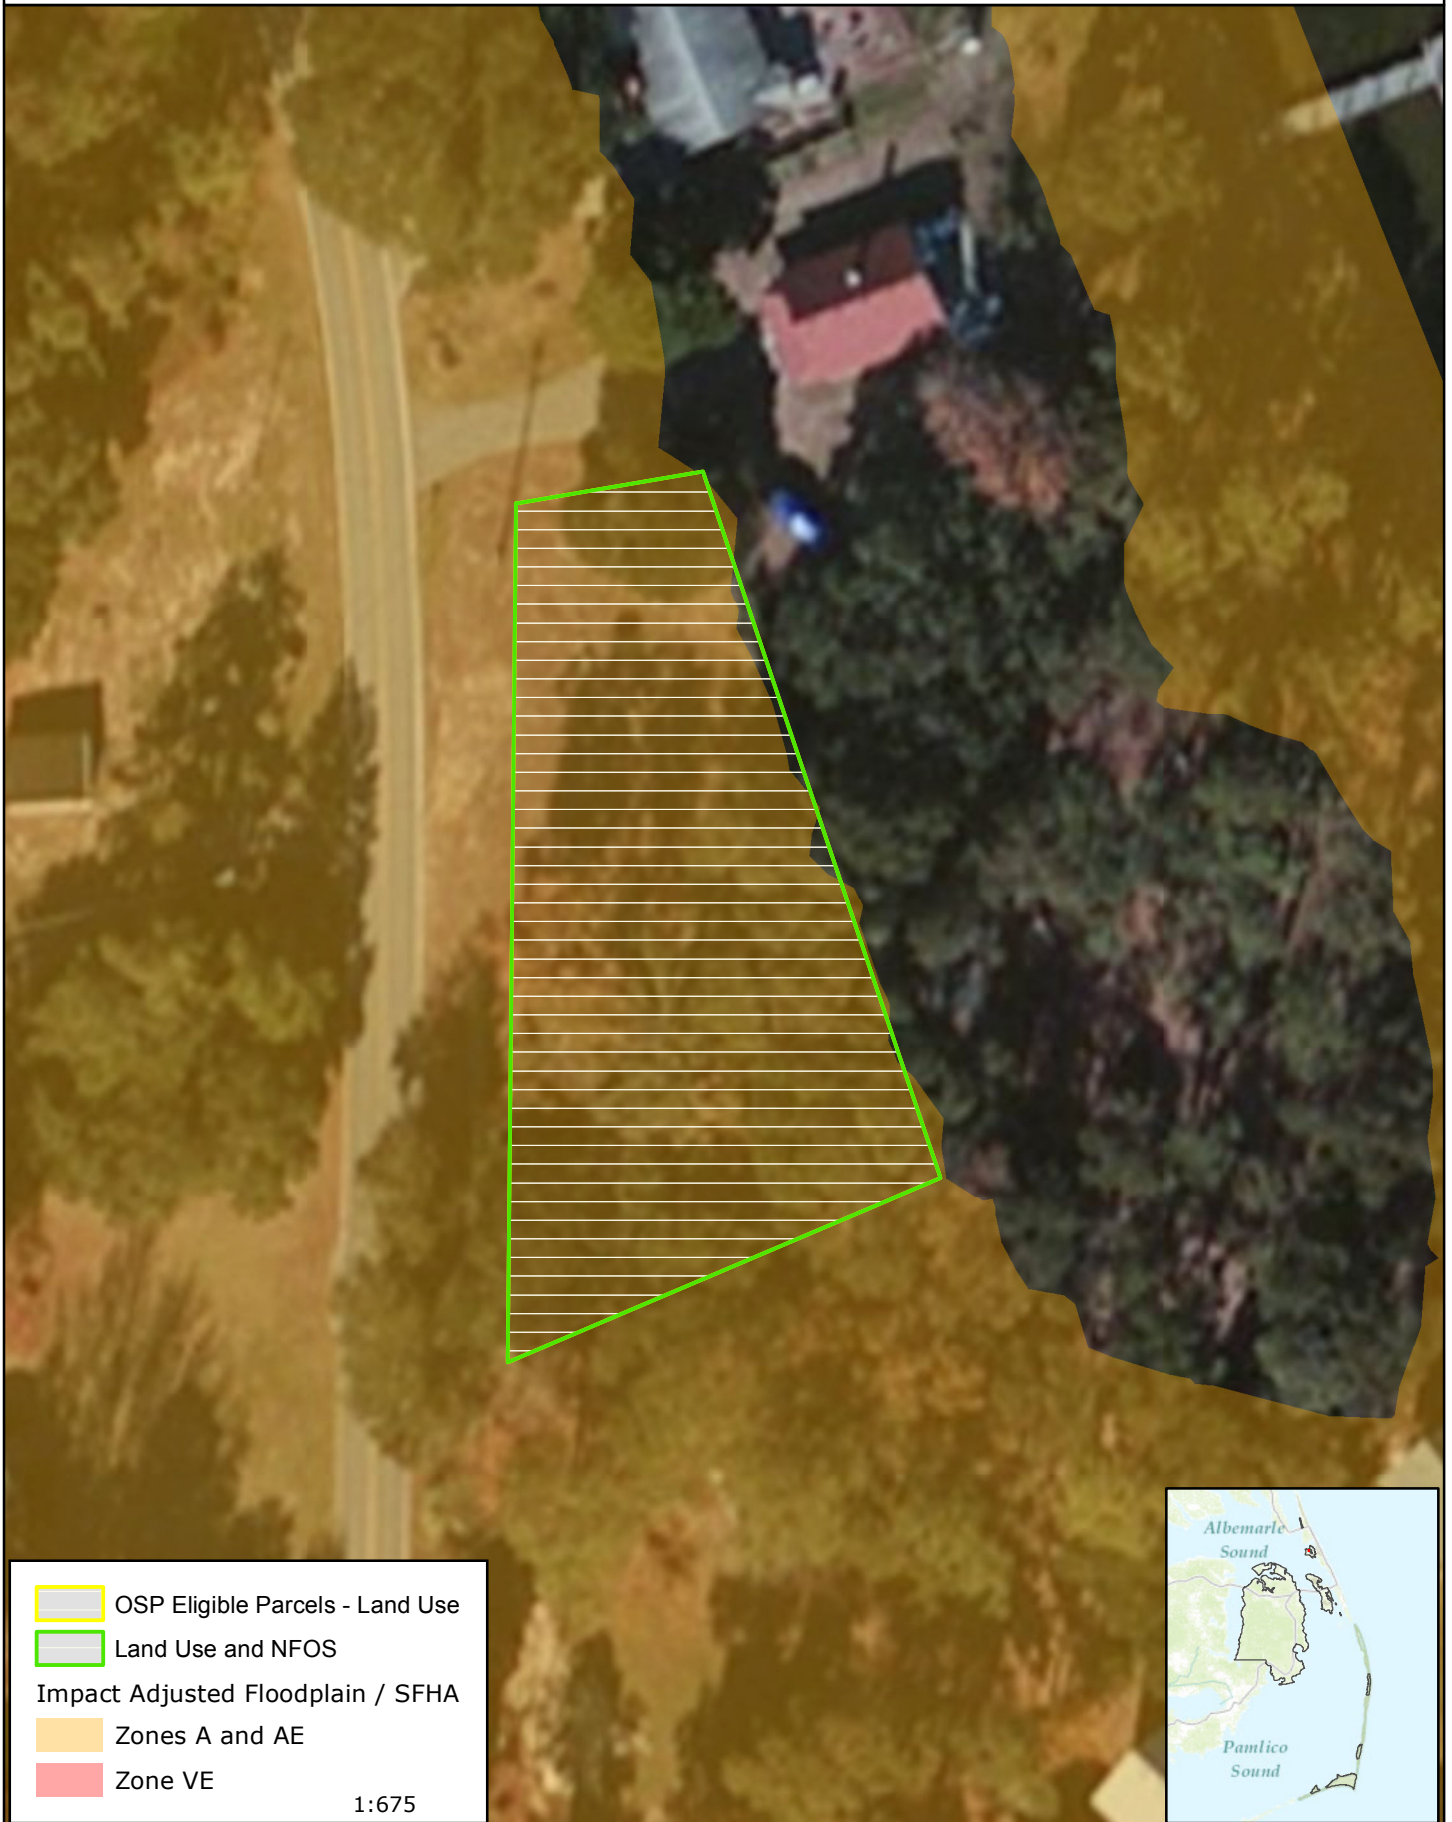 OSP Eligible Parcels - Land Use
Land Use and NFOS
Impact Adjusted Floodplain / SFHA
Zones A and AE
Zone VE
1:675
Albemarle
Sound
Pamlico
Sound